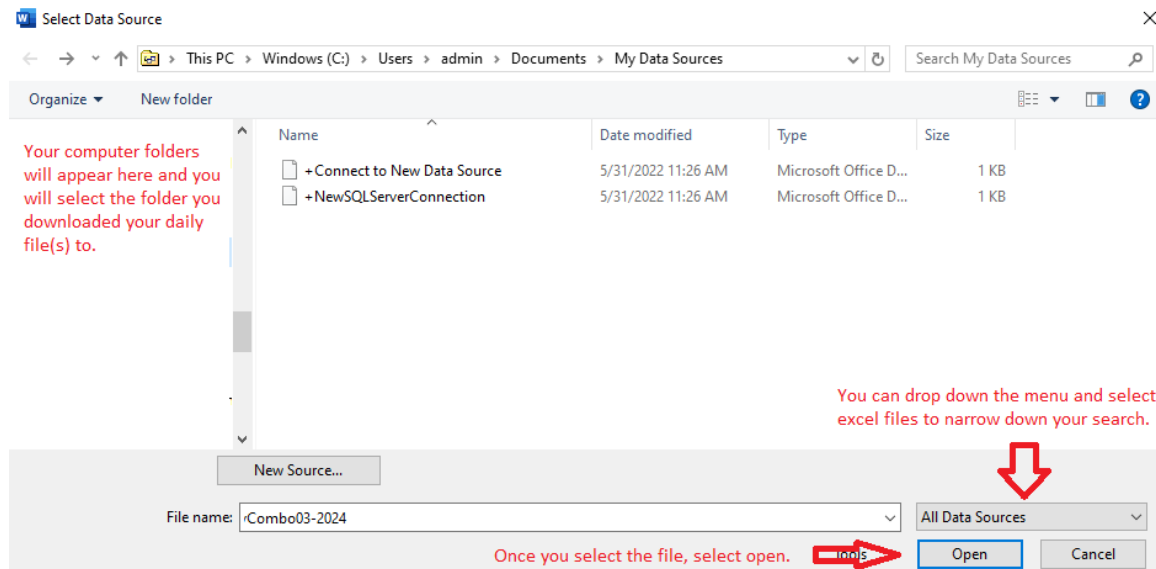 Select Data Source
This PC > Windows (C:) > Users > admin > Documents > My Data Sources
Search My Data Sources
Organize
New folder
Name
Date modified
Type
Size
+Connect to New Data Source
5/31/2022 11:26 AM
Microsoft Office D...
1 KB
+NewSQLServerConnection
5/31/2022 11:26 AM
Microsoft Office D...
1 KB
Your computer folders
will appear here and you
will select the folder you
downloaded your daily
file(s) to.
You can drop down the menu and select
excel files to narrow down your search.
New Source...
File name:
Combo03-2024
All Data Sources
Once you select the file, select open.
Tools
Open
Cancel